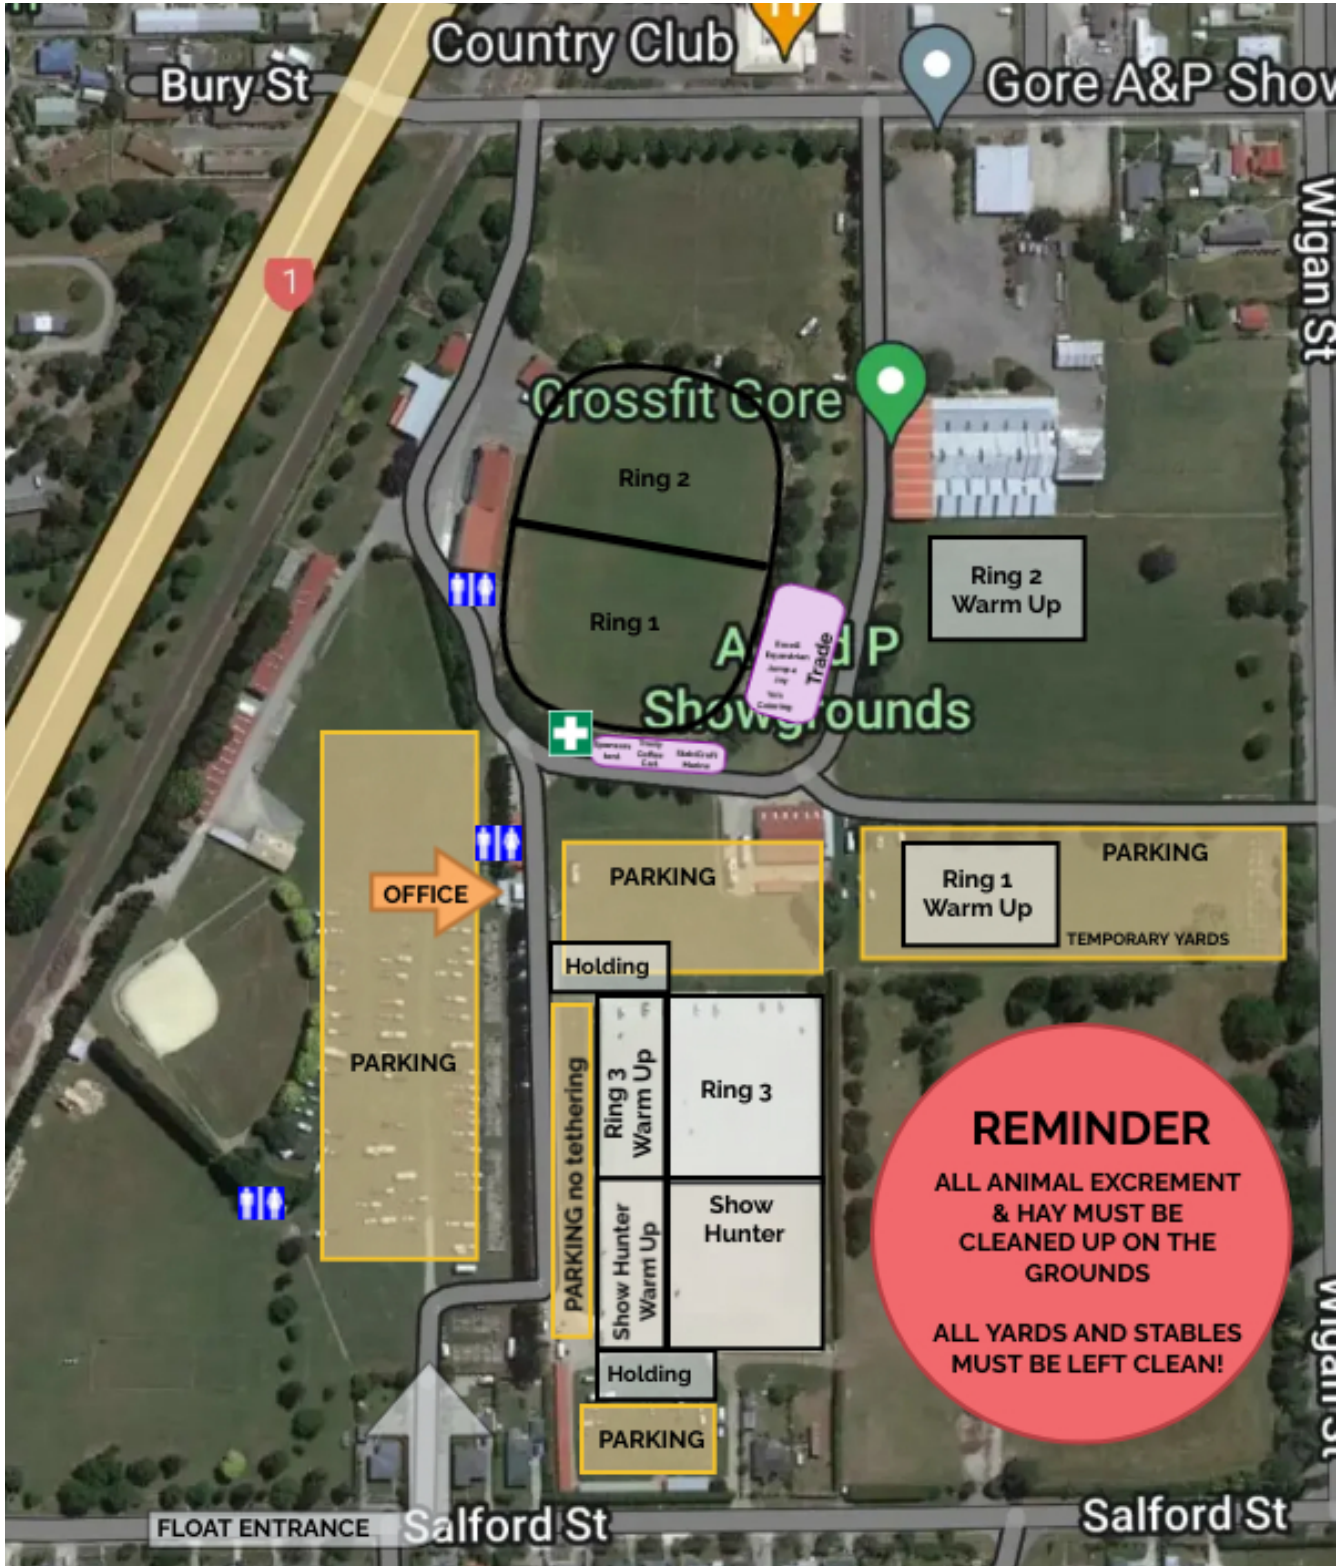 Country Club
Bury St
Gore A&P Show
Wigan St
1
Crossfit Gore
Ring 2
Ring 2
Warm Up
Ring 1
A d P
Showgrounds
Trade
Equestrian
Catering
Coffee
Cart
PARKING
OFFICE
PARKING
Ring 1
Warm Up
PARKING
TEMPORARY YARDS
Holding
PARKING no tethering
Ring 3
Warm Up
Ring 3
Show Hunter
Warm Up
Show
Hunter
Holding
PARKING
REMINDER
ALL ANIMAL EXCREMENT
& HAY MUST BE
CLEANED UP ON THE
GROUNDS
ALL YARDS AND STABLES
MUST BE LEFT CLEAN!
Wigan St
FLOAT ENTRANCE
Salford St
Salford St